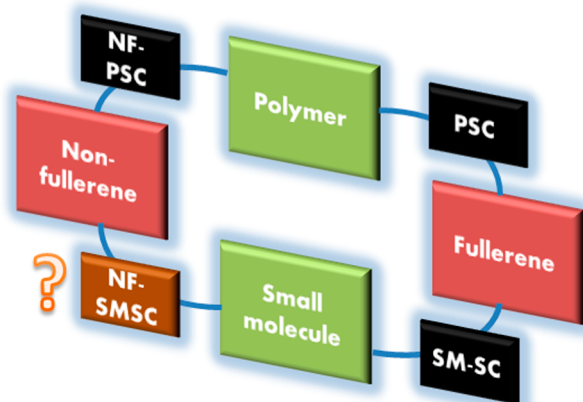 NF-
PSC
Polymer
PSC
Non-
fullerene
Fullerene
?
NF-
SMSC
Small
molecule
SM-SC